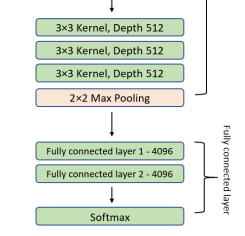 3×3 Kernel, Depth 512
3×3 Kernel, Depth 512
3×3 Kernel, Depth 512
2×2 Max Pooling
Fully connected layer 1 - 4096
Fully connected layer 2 - 4096
Softmax
Fully connected layer